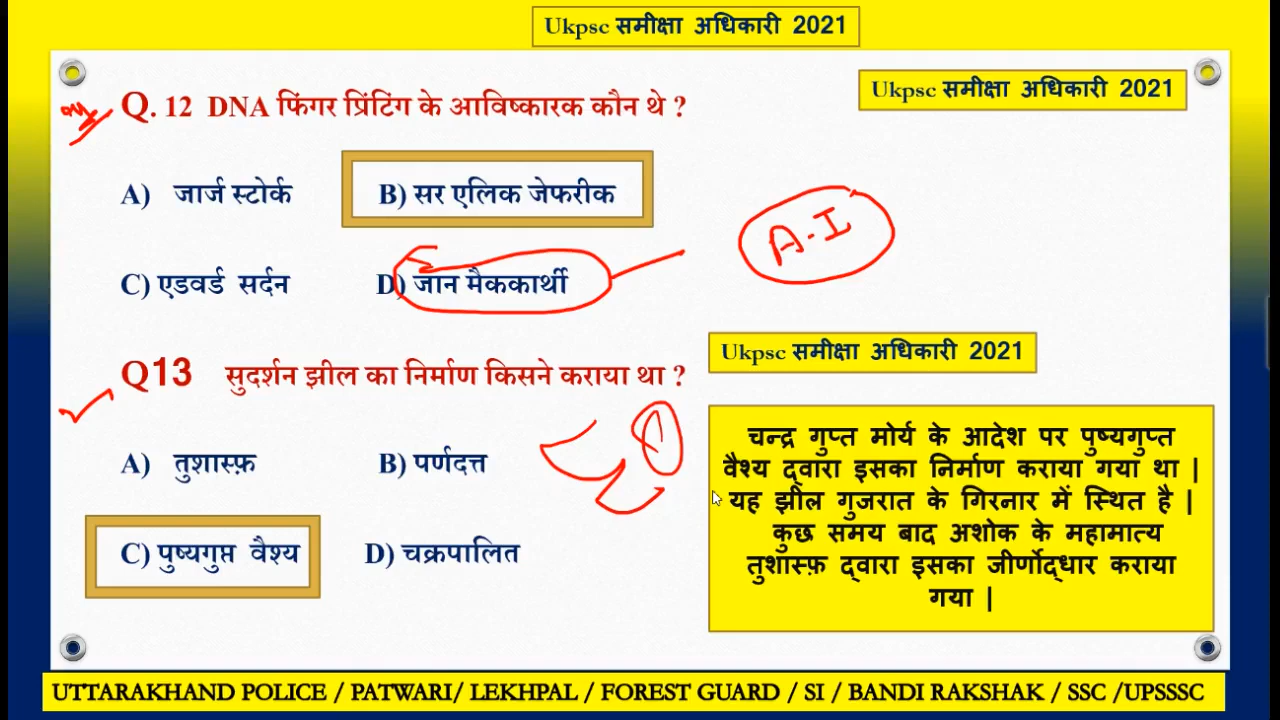 Ukpsc समीक्षा अधिकारी 2021
Ukpsc समीक्षा अधिकारी 2021
Q. 12 DNA फिंगर प्रिंटिंग के आविष्कारक कौन थे ?
A) जार्ज स्टोर्क
B) सर एलिक जेफरीक
A.I
C) एडवर्ड सर्दन
D) जान मैककार्थी
Ukpsc समीक्षा अधिकारी 2021
Q13 सुदर्शन झील का निर्माण किसने कराया था ?
A) तुशास्फ़
B) पर्णदत्त
C) पुष्यगुप्त वैश्य
D) चक्रपालित
चन्द्र गुप्त मोर्य के आदेश पर पुष्यगुप्त
वैश्य द्वारा इसका निर्माण कराया गया था |
यह झील गुजरात के गिरनार में स्थित है |
कुछ समय बाद अशोक के महामात्य
तुशास्फ़ द्वारा इसका जीर्णोद्धार कराया
गया |
UTTARAKHAND POLICE / PATWARI/ LEKHPAL / FOREST GUARD / SI / BANDI RAKSHAK / SSC /UPSSSC